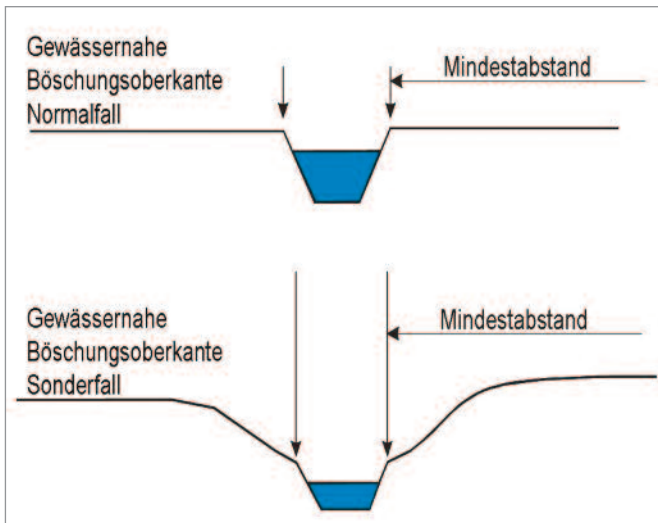 Gewässernahe
Böschungsoberkante
Normalfall
Mindestabstand
Gewässernahe
Böschungsoberkante
Sonderfall
Mindestabstand